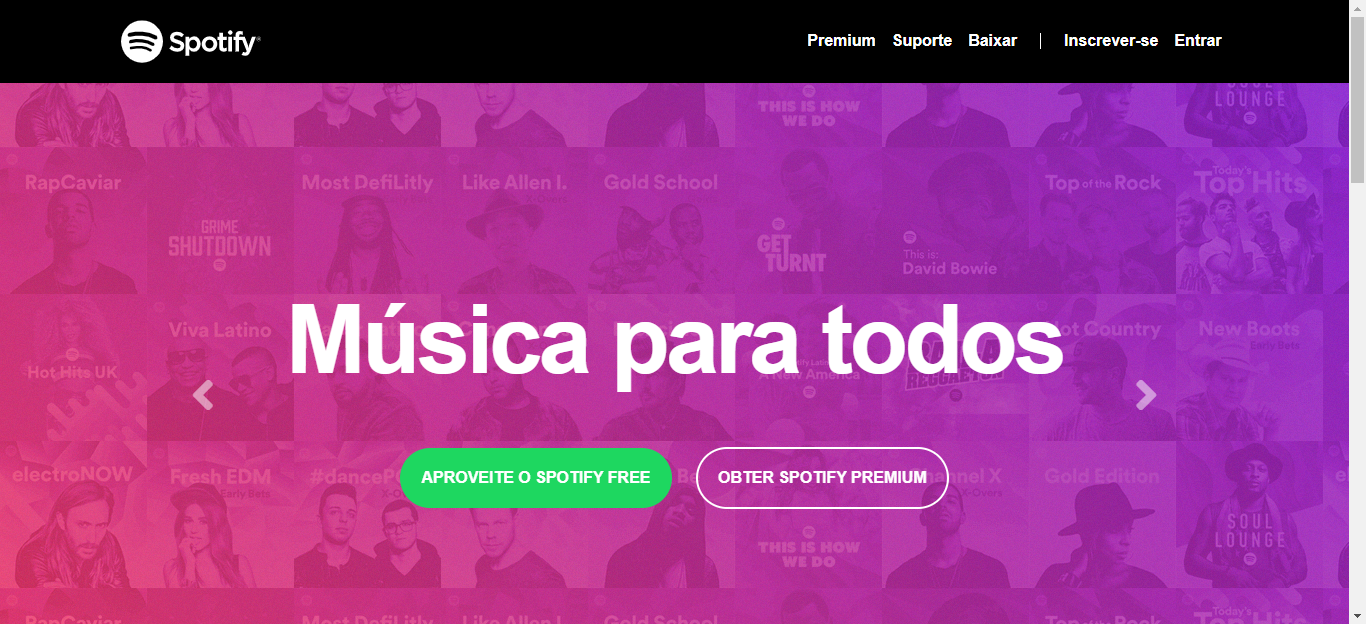 Spotify
Premium Suporte Baixar | Inscrever-se Entrar
THIS IS HOW
WE DO
SOUL
LOUNGE
RapCaviar
GRIME
SHUTDOWN
Most DefiLitly
Like Allen I.
Gold School
GET
TURNT
This is:
David Bowie
Top of the Rock
Today's
Top Hits
Hot Hits UK
Viva Latino
Hot Country
New Boots
Early Bets
A New America
REGGAETON
Música para todos
electroNOW
Fresh EDM
Early Bets
X-Overs
Channel X
X-Overs
Gold Edition
APROVEITE O SPOTIFY FREE
OBTER SPOTIFY PREMIUM
THIS IS HOW
WE DO
SOUL
LOUNGE
RapCaviar
Most DefiLitly
Like Allen I.
Gold School
Top of the Rock
Today's
Top Hits